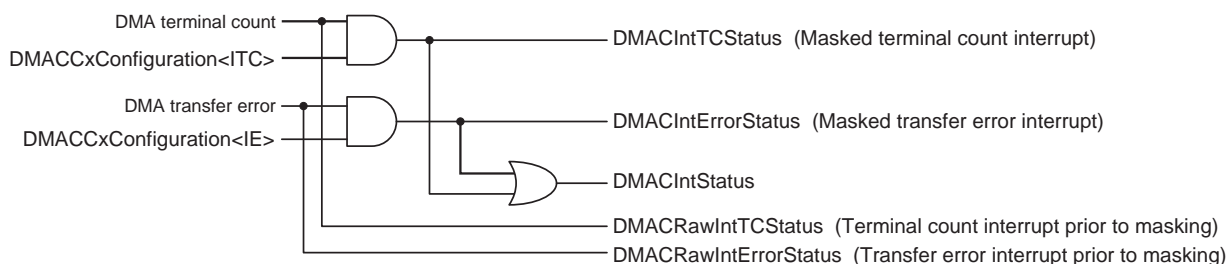 DMA terminal count
DMACCxConfiguration<ITC>
DMA transfer error
DMACCxConfiguration<IE>
DMACIntTCStatus (Masked terminal count interrupt)
DMACIntErrorStatus (Masked transfer error interrupt)
DMACIntStatus
DMACRawIntTCStatus (Terminal count interrupt prior to masking)
DMACRawIntErrorStatus (Transfer error interrupt prior to masking)